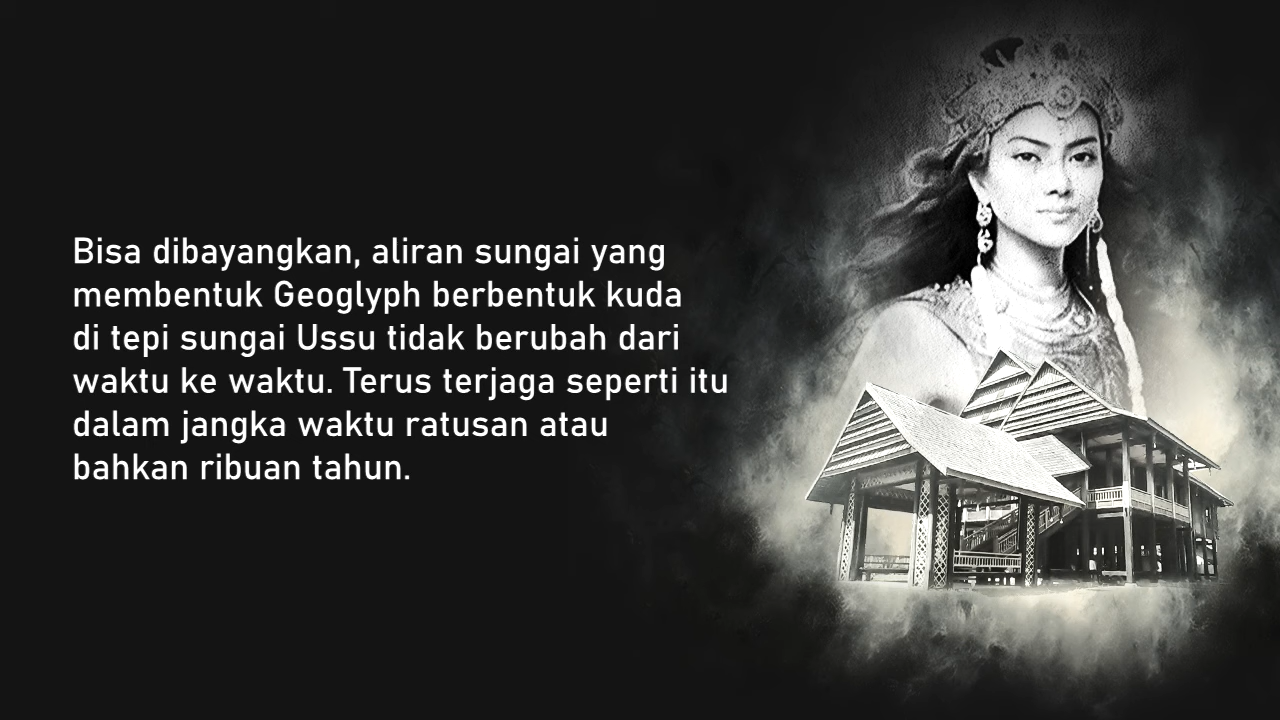 Bisa dibayangkan, aliran sungai yang
membentuk Geoglyph berbentuk kuda
di tepi sungai Ussu tidak berubah dari
waktu ke waktu. Terus terjaga seperti itu
dalam jangka waktu ratusan atau
bahkan ribuan tahun.